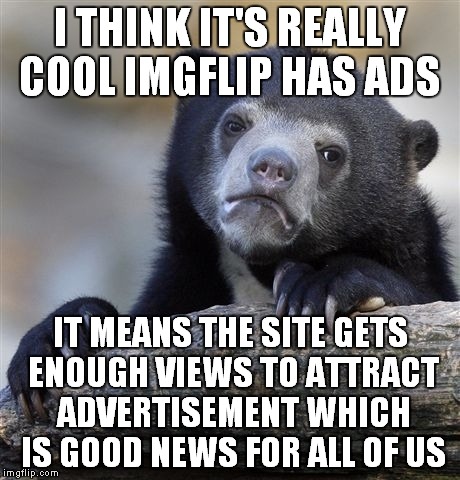 I THINK IT'S REALLY
COOL IMGFLIP HAS ADS
IT MEANS THE SITE GETS
ENOUGH VIEWS TO ATTRACT
ADVERTISEMENT WHICH
IS GOOD NEWS FOR ALL OF US
imgflip.com